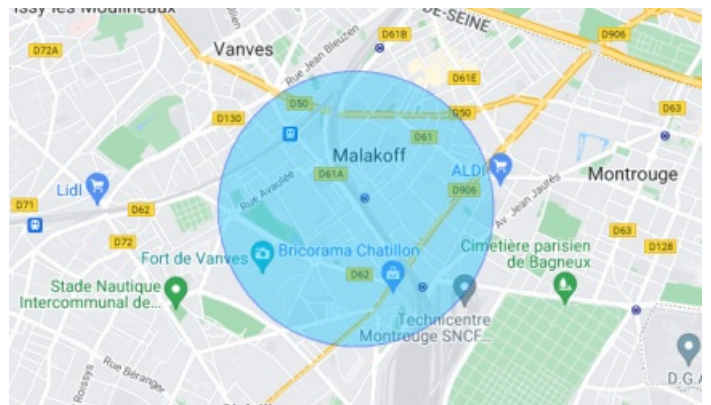 Issy les Moulineaux
DE-SEINE
D61B
D906
D72A
Vanves
Rue Jean Bleuzen
D61E
D50
D50
D63
D130
D61
Malakoff
ALDI
D61A
Montrouge
Lidl
Rue Avaulée
D906
Av. Jean Jaurès
D71
D62
D63
D72
Fort de Vanves
Bricorama Chatillon
Cimetière parisien
de Bagneux
D128
D62
Stade Nautique
Intercommunal de...
Technicentre
Montrouge SNCF...
Rue Béranger
Roissys
D.G.A